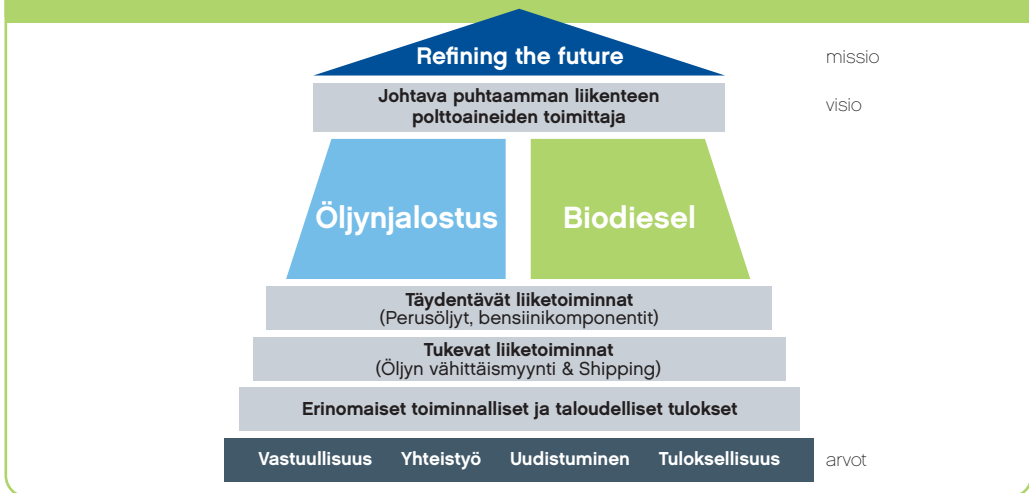 Refining the future
missio
Johtava puhtaamman liikenteen
polttoaineiden toimittaja
visio
Öljynjalostus
Biodiesel
Täydentävät liiketoiminnat
(Perusöljyt, bensiinikomponentit)
Tukevat liiketoiminnat
(Öljyn vähittäismyynti & Shipping)
Erinomaiset toiminnalliset ja taloudelliset tulokset
Vastuullisuus Yhteistyö Uudistuminen Tuloksellisuus
arvot